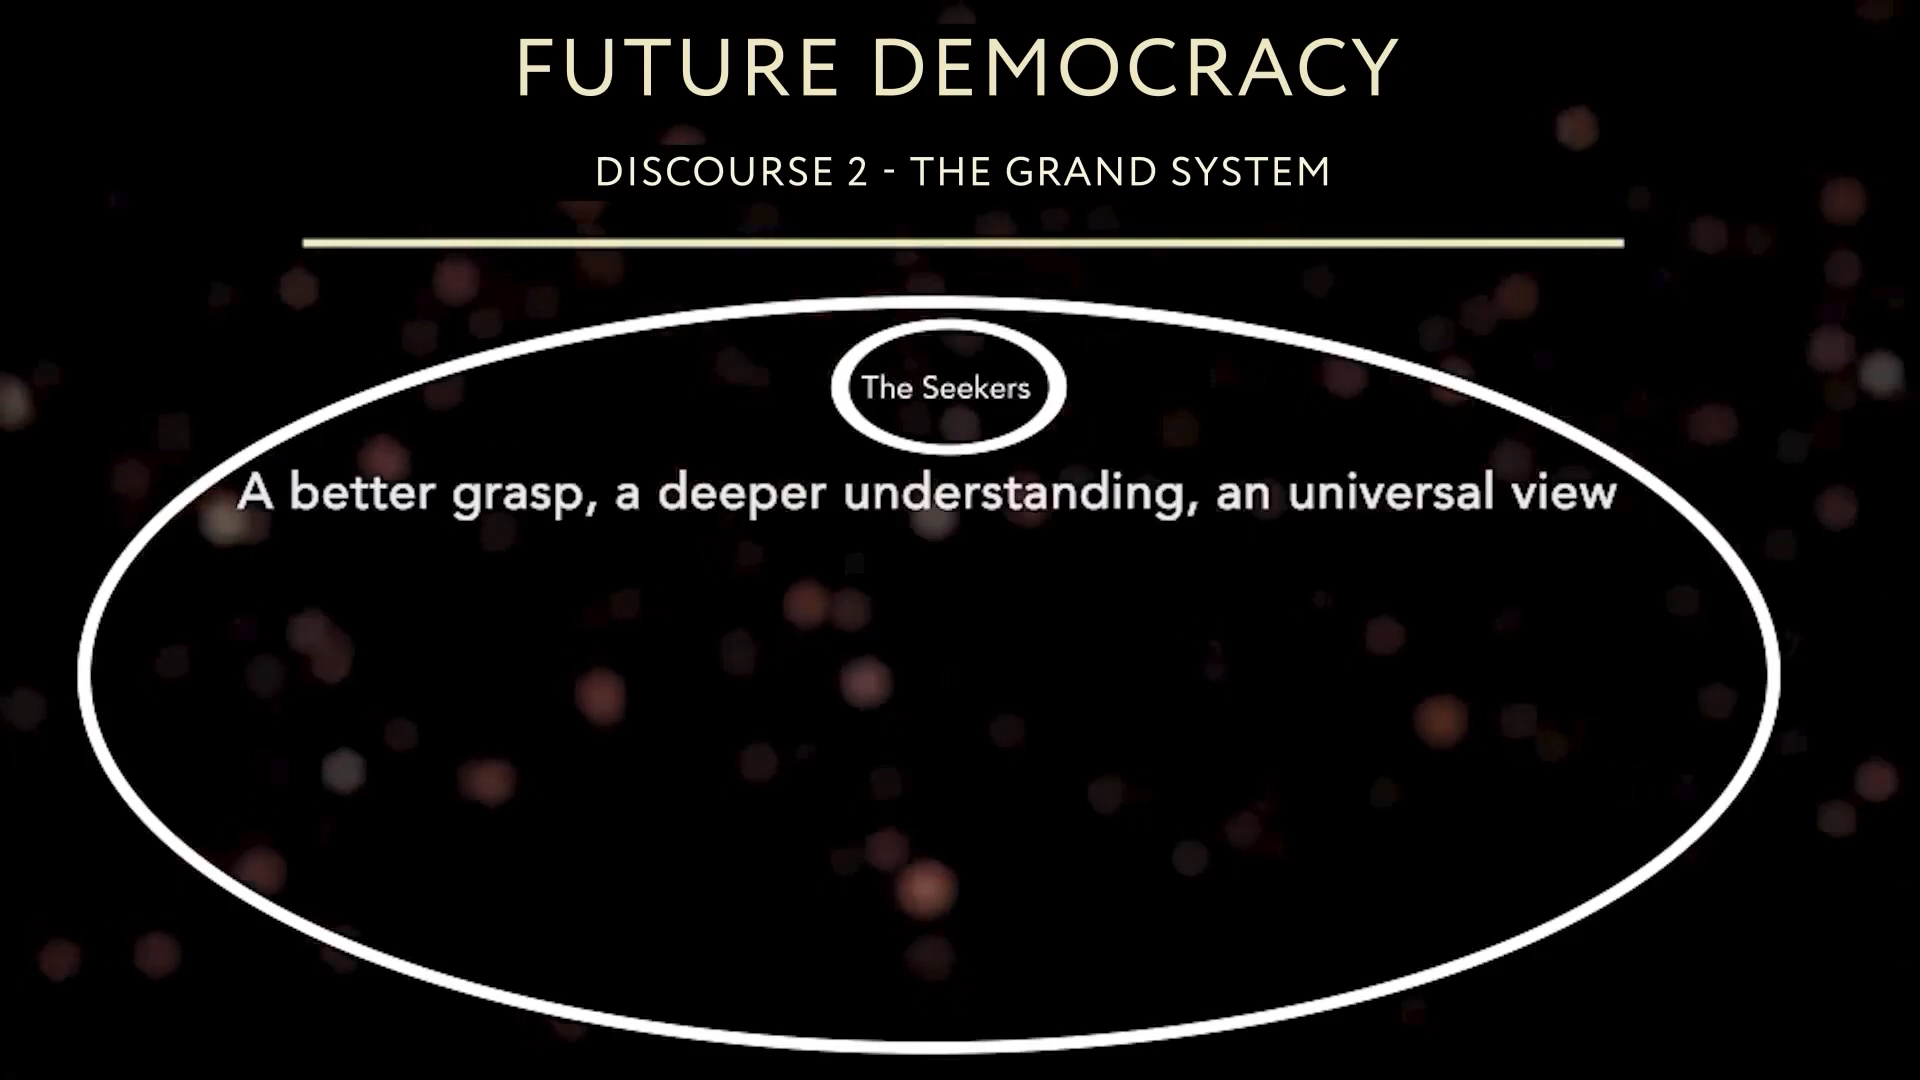 FUTURE DEMOCRACY
DISCOURSE 2 - THE GRAND SYSTEM
The Seekers
A better grasp, a deeper understanding, an universal view